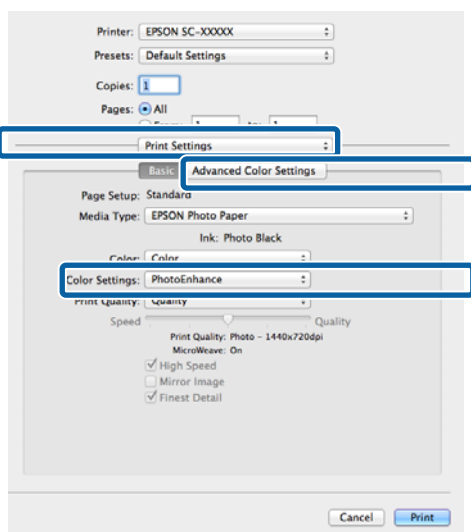 Printer: EPSON SC-XXXXX
Presets: Default Settings
Copies: 1
Pages: All
Print Settings
Basic Advanced Color Settings
Page Setup: Standard
Media Type: EPSON Photo Paper
Ink: Photo Black
Color: Color
Color Settings: PhotoEnhance
Print Quality: Quality
Speed Quality
Print Quality: Photo - 1440x720dpi
MicroWeave: On
High Speed
Mirror Image
Finest Detail
Cancel Print